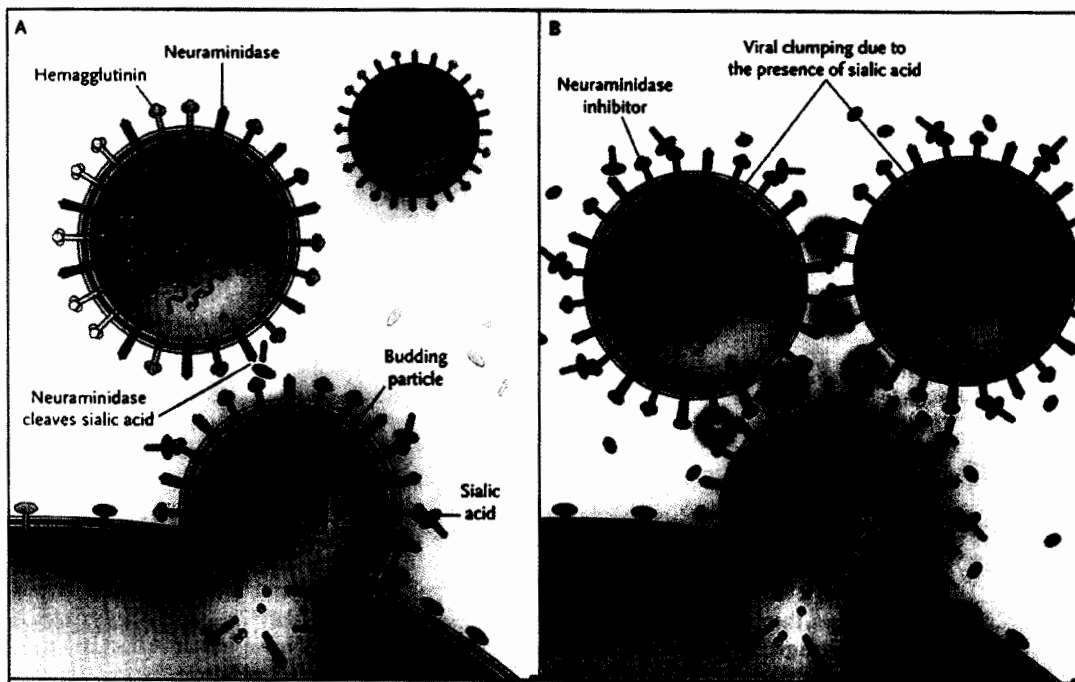 A
Neuraminidase
Hemagglutinin
Neuraminidase
cleaves sialic acid
Budding
particle
Sialic
acid
B
Viral clumping due to
the presence of sialic acid
Neuraminidase
inhibitor